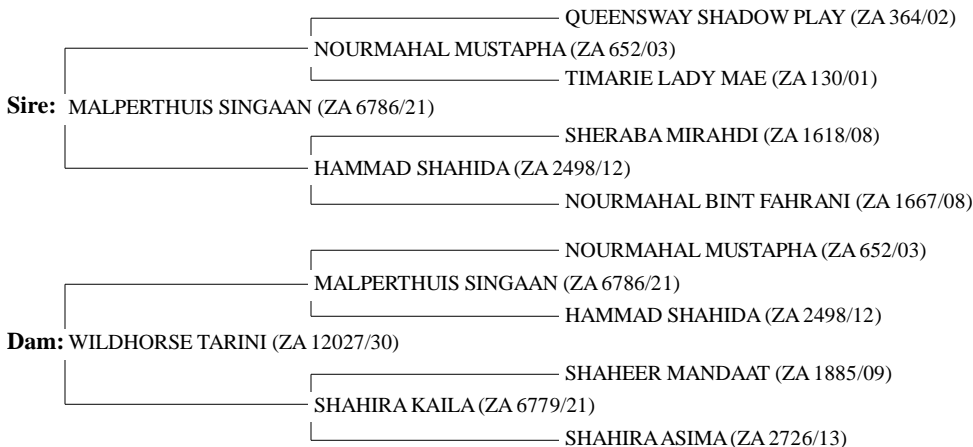 QUEENSWAY SHADOW PLAY (ZA 364/02)
NOURMAHAL MUSTAPHA (ZA 652/03)
TIMARIE LADY MAE (ZA 130/01)
Sire: MALPERTHUIS SINGAAN (ZA 6786/21)
SHERABA MIRAHDI (ZA 1618/08)
HAMMAD SHAHIDA (ZA 2498/12)
NOURMAHAL BINT FAHRANI (ZA 1667/08)
NOURMAHAL MUSTAPHA (ZA 652/03)
MALPERTHUIS SINGAAN (ZA 6786/21)
HAMMAD SHAHIDA (ZA 2498/12)
Dam: WILDHORSE TARINI (ZA 12027/30)
SHAHEER MANDAAT (ZA 1885/09)
SHAHIRA KAILA (ZA 6779/21)
SHAHIRA ASIMA (ZA 2726/13)